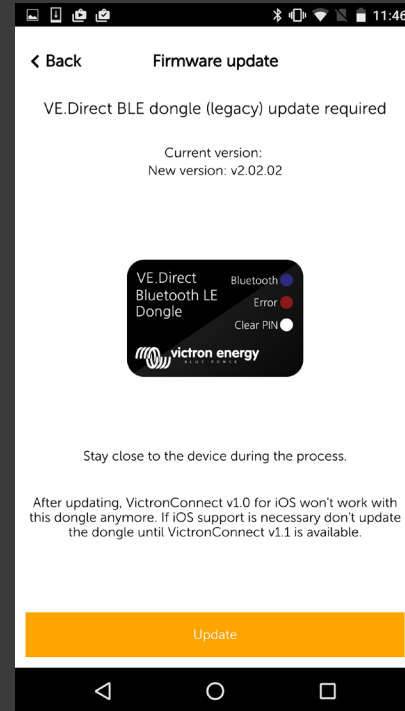 11:46
Back Firmware update
VE.Direct BLE dongle (legacy) update required
Current version:
New version: v2.02.02
VE.Direct
Bluetooth LE
Dongle
Bluetooth
Error
Clear PIN
victron energy
BLUE POWER
Stay close to the device during the process.
After updating, VictronConnect v1.0 for iOS won't work with
this dongle anymore. If iOS support is necessary don't update
the dongle until VictronConnect v1.1 is available.
Update